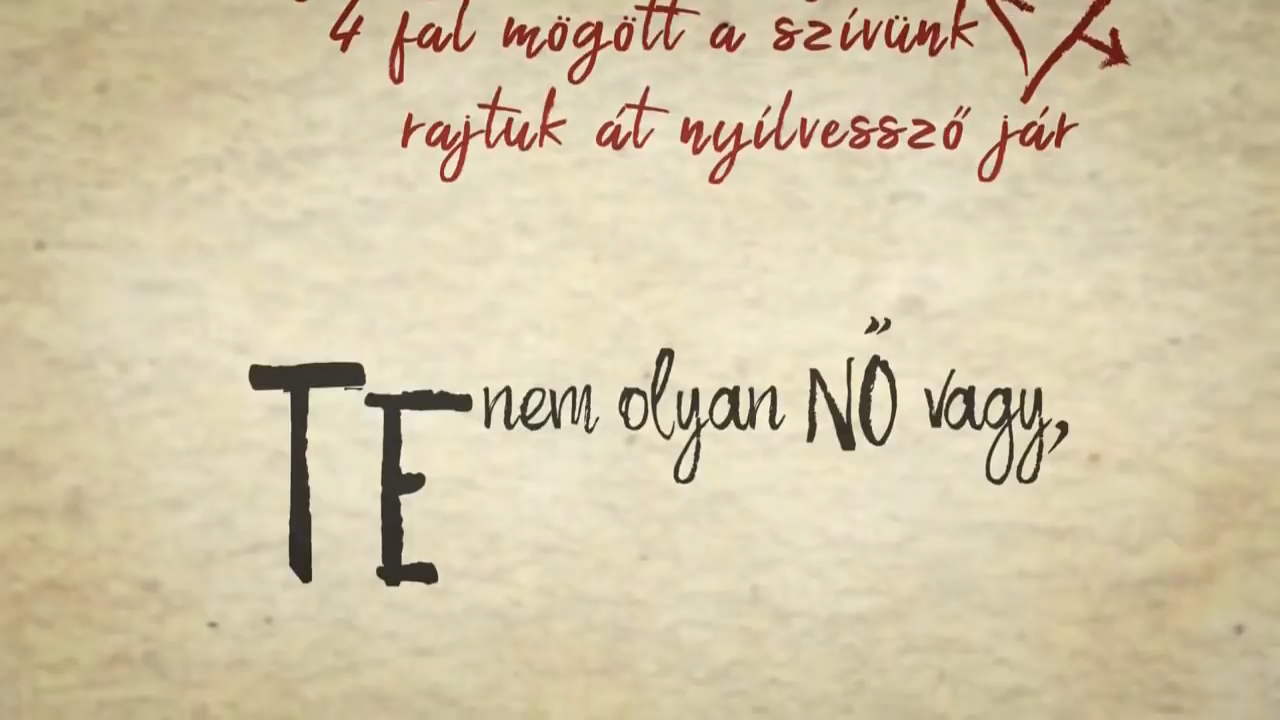 4 fal mögött a szívünk
rajtuk át nyílvessző jár
TE nem olyan NŐ vagy,